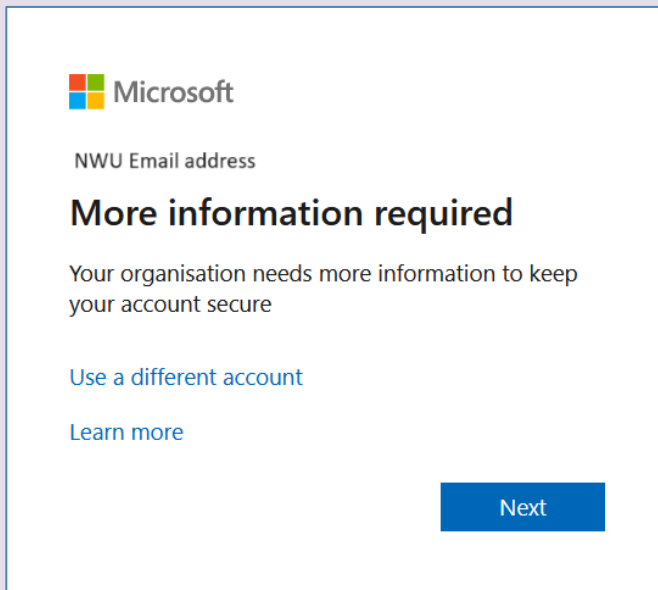 Microsoft
NWU Email address
More information required
Your organisation needs more information to keep
your account secure
Use a different account
Learn more
Next